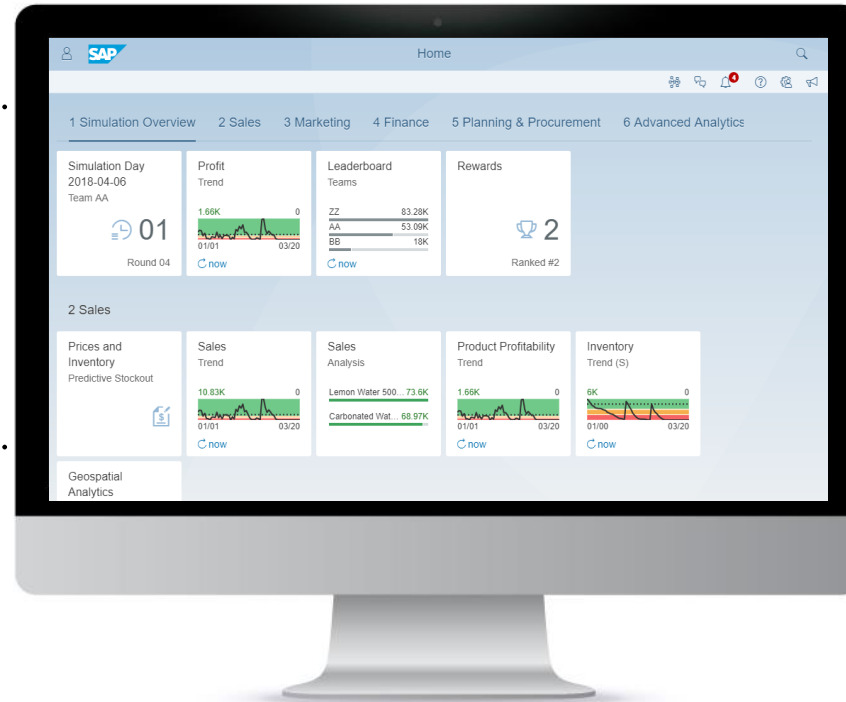 SAP
Home
4
1 Simulation Overview 2 Sales 3 Marketing 4 Finance 5 Planning & Procurement 6 Advanced Analytics
Simulation Day
2018-04-06
Team AA
01
Round 04
Profit
Trend
1.66K 0
01/01 03/20
now
Leaderboard
Teams
ZZ 83.28K
AA 53.09K
BB 18K
now
Rewards
2
Ranked #2
2 Sales
Prices and
Inventory
Predictive Stockout
Sales
Trend
10.83K 0
01/01 03/20
now
Sales
Analysis
Lemon Water 500... 73.6K
Carbonated Wat... 68.97K
Product Profitability
Trend
1.66K 0
01/01 03/20
now
Inventory
Trend (S)
6K 0
01/00 03/20
now
Geospatial
Analytics